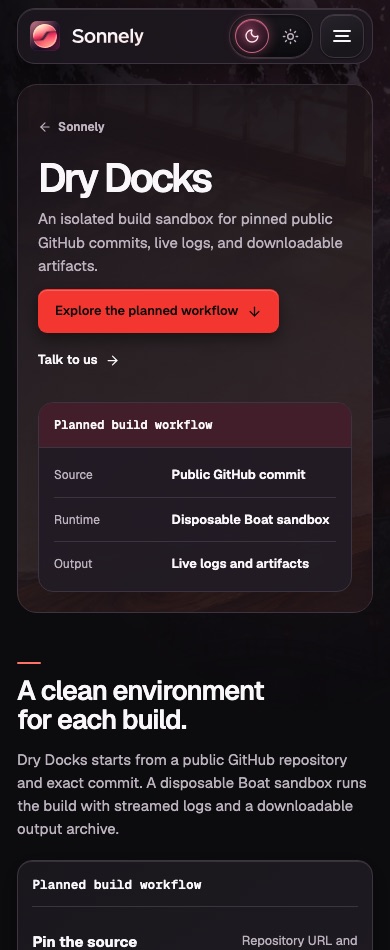 Sonnely
Sonnely
Dry Docks
An isolated build sandbox for pinned public
GitHub commits, live logs, and downloadable
artifacts.
Explore the planned workflow
Talk to us
Planned build workflow
Source Public GitHub commit
Runtime Disposable Boat sandbox
Output Live logs and artifacts
A clean environment
for each build.
Dry Docks starts from a public GitHub repository
and exact commit. A disposable Boat sandbox runs
the build with streamed logs and a downloadable
output archive.
Planned build workflow
Pin the source Repository URL and